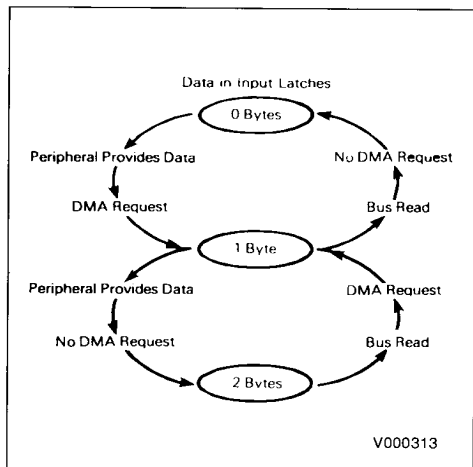 Data in Input Latches
0 Bytes
Peripheral Provides Data
No DMA Request
DMA Request
Bus Read
1 Byte
Peripheral Provides Data
DMA Request
No DMA Request
Bus Read
2 Bytes
V000313